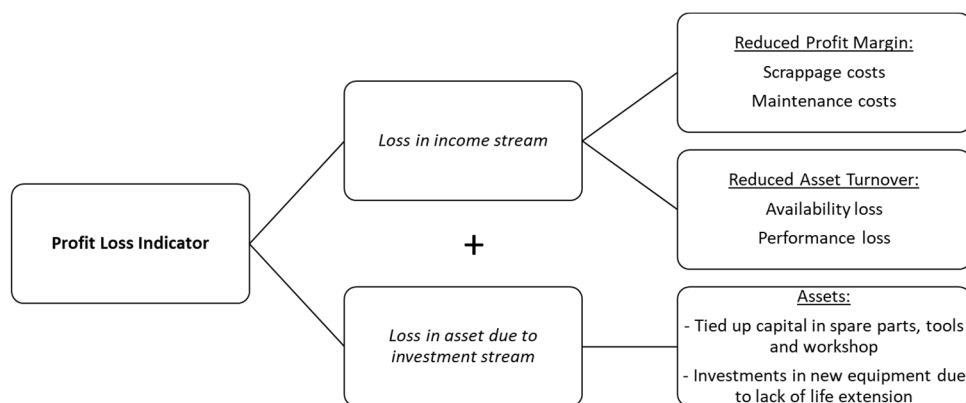 Profit Loss Indicator
Loss in income stream
+
Loss in asset due to
investment stream
Reduced Profit Margin:
Scrappage costs
Maintenance costs
Reduced Asset Turnover:
Availability loss
Performance loss
Assets:
- Tied up capital in spare parts, tools
and workshop
- Investments in new equipment due
to lack of life extension